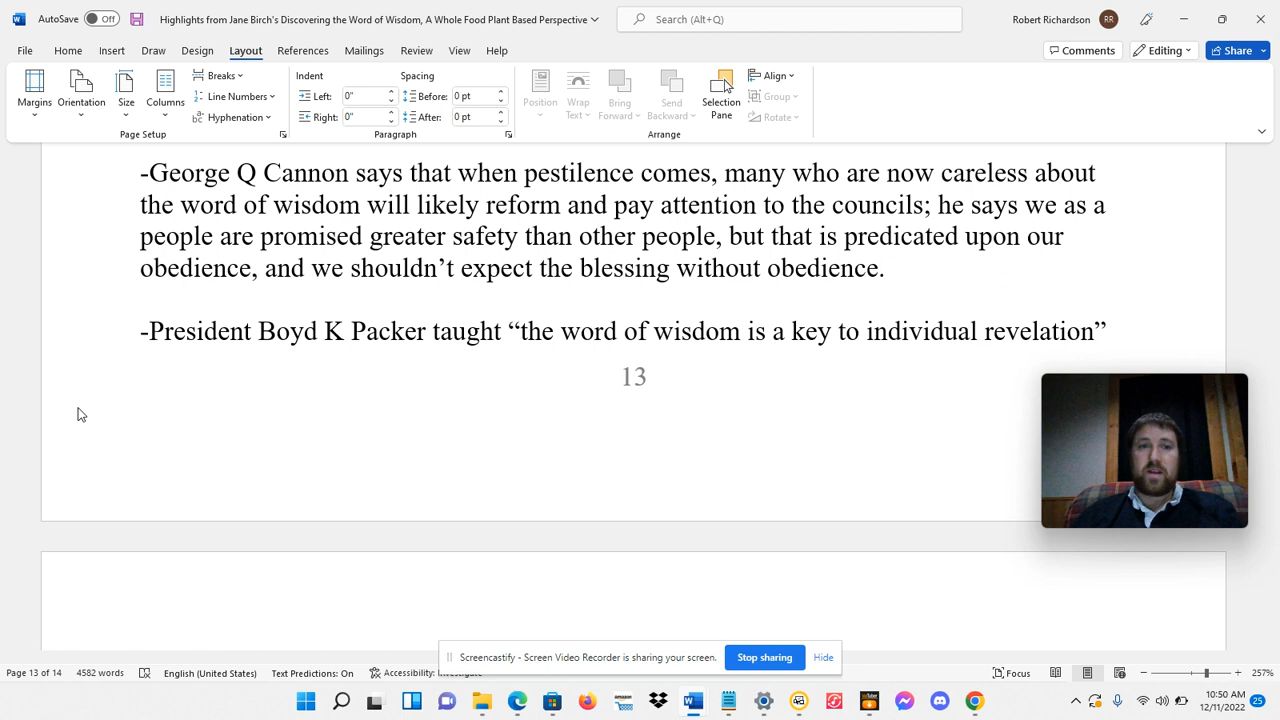 AutoSave Off
Highlights from Jane Birch's Discovering the Word of Wisdom, A Whole Food Plant Based Perspective
Search (Alt+Q)
Robert Richardson RR
File Home Insert Draw Design Layout References Mailings Review View Help
Comments Editing Share
Margins
Orientation
Size
Columns
Breaks
Line Numbers
Hyphenation
Page Setup
Indent
Left: 0"
Right: 0"
Spacing
Before: 0 pt
After: 0 pt
Paragraph
Position
Wrap
Text
Bring
Forward
Send
Backward
Selection
Pane
Align
Group
Rotate
Arrange
-George Q Cannon says that when pestilence comes, many who are now careless about
the word of wisdom will likely reform and pay attention to the councils; he says we as a
people are promised greater safety than other people, but that is predicated upon our
obedience, and we shouldn’t expect the blessing without obedience.
-President Boyd K Packer taught “the word of wisdom is a key to individual revelation”
13
Screencastify - Screen Video Recorder is sharing your screen. Stop sharing Hide
Page 13 of 14 4582 words English (United States) Text Predictions: On Accessibility: Investigate Focus 257%
10:50 AM
12/11/2022 25